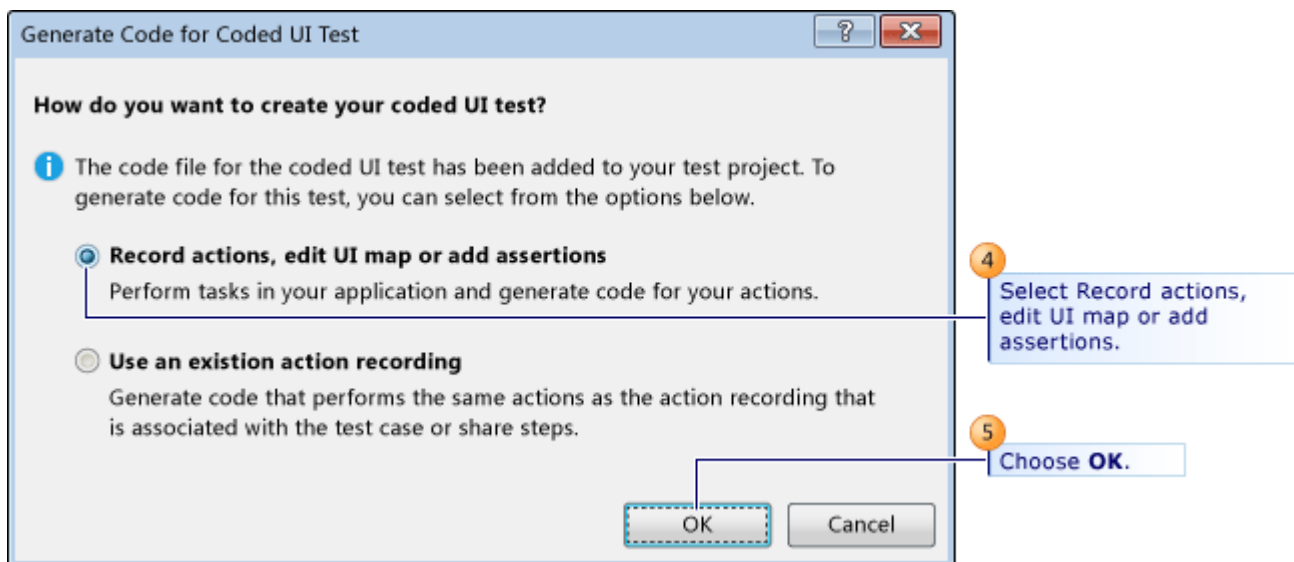 Generate Code for Coded UI Test
?
How do you want to create your coded UI test?
i
The code file for the coded UI test has been added to your test project. To
generate code for this test, you can select from the options below.
Record actions, edit UI map or add assertions
Perform tasks in your application and generate code for your actions.
4
Select Record actions,
edit UI map or add
assertions.
Use an existion action recording
Generate code that performs the same actions as the action recording that
is associated with the test case or share steps.
5
Choose OK.
OK
Cancel